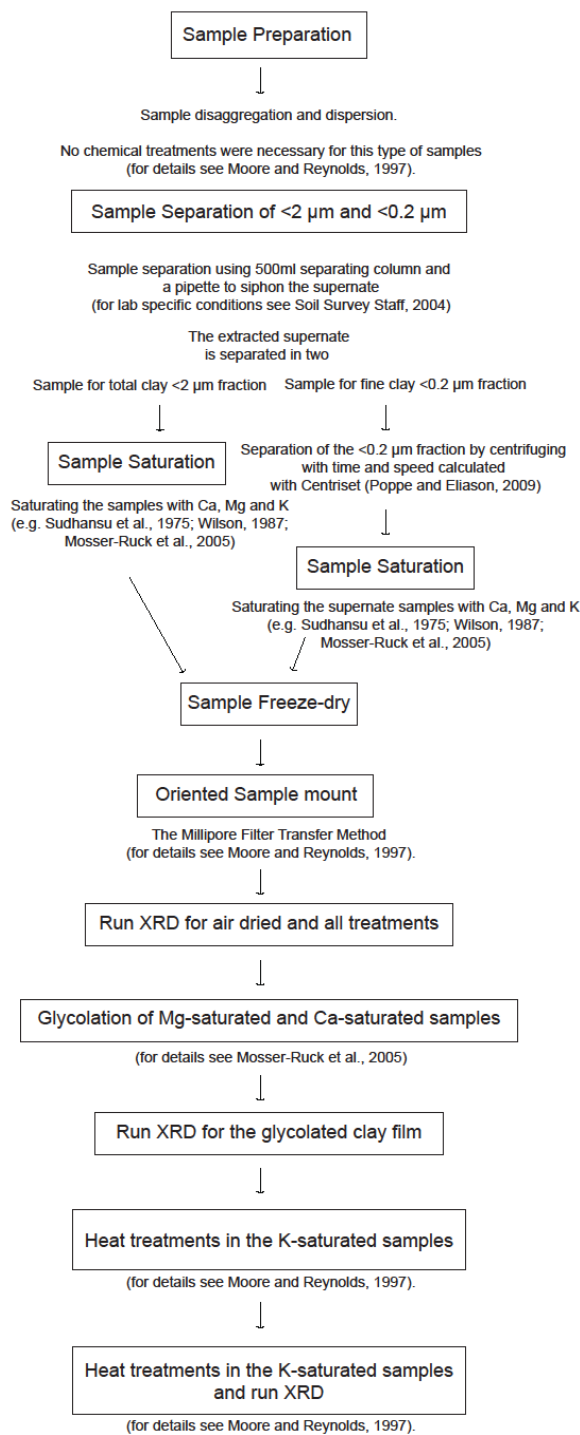 Sample Preparation
Sample disaggregation and dispersion.
No chemical treatments were necessary for this type of samples
(for details see Moore and Reynolds, 1997).
Sample Separation of <2 µm and <0.2 µm
Sample separation using 500ml separating column and
a pipette to siphon the supernate
(for lab specific conditions see Soil Survey Staff, 2004)
The extracted supernate
is separated in two
Sample for total clay <2 µm fraction
Sample for fine clay <0.2 µm fraction
Sample Saturation
Saturating the samples with Ca, Mg and K
(e.g. Sudhansu et al., 1975; Wilson, 1987;
Mosser-Ruck et al., 2005)
Separation of the <0.2 µm fraction by centrifuging
with time and speed calculated
with Centriset (Poppe and Eliason, 2009)
Sample Saturation
Saturating the supernate samples with Ca, Mg and K
(e.g. Sudhansu et al., 1975; Wilson, 1987;
Mosser-Ruck et al., 2005)
Sample Freeze-dry
Oriented Sample mount
The Millipore Filter Transfer Method
(for details see Moore and Reynolds, 1997).
Run XRD for air dried and all treatments
Glycolation of Mg-saturated and Ca-saturated samples
(for details see Mosser-Ruck et al., 2005)
Run XRD for the glycolated clay film
Heat treatments in the K-saturated samples
(for details see Moore and Reynolds, 1997).
Heat treatments in the K-saturated samples
and run XRD
(for details see Moore and Reynolds, 1997).